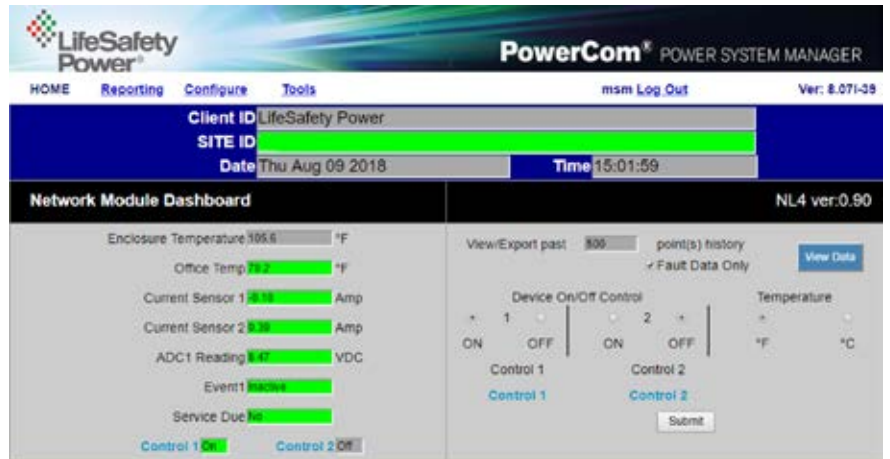 LifeSafety
Power®
PowerCom® POWER SYSTEM MANAGER
HOME Reporting Configure Tools msm Log Out Ver: 8.07i-39
Client ID LifeSafety Power
SITE ID
Date Thu Aug 09 2018 Time 15:01:59
Network Module Dashboard NL4 ver:0.90
Enclosure Temperature 105.6 °F
Office Temp 79.2 °F
Current Sensor 1 -0.10 Amp
Current Sensor 2 0.30 Amp
ADC1 Reading 8.47 VDC
Event1 Inactive
Service Due No
Control 1 On Control 2 Off
View/Export past 500 point(s) history
Fault Data Only
View Data
Device On/Off Control Temperature
1 2
ON OFF ON OFF °F °C
Control 1 Control 2
Control 1 Control 2
Submit